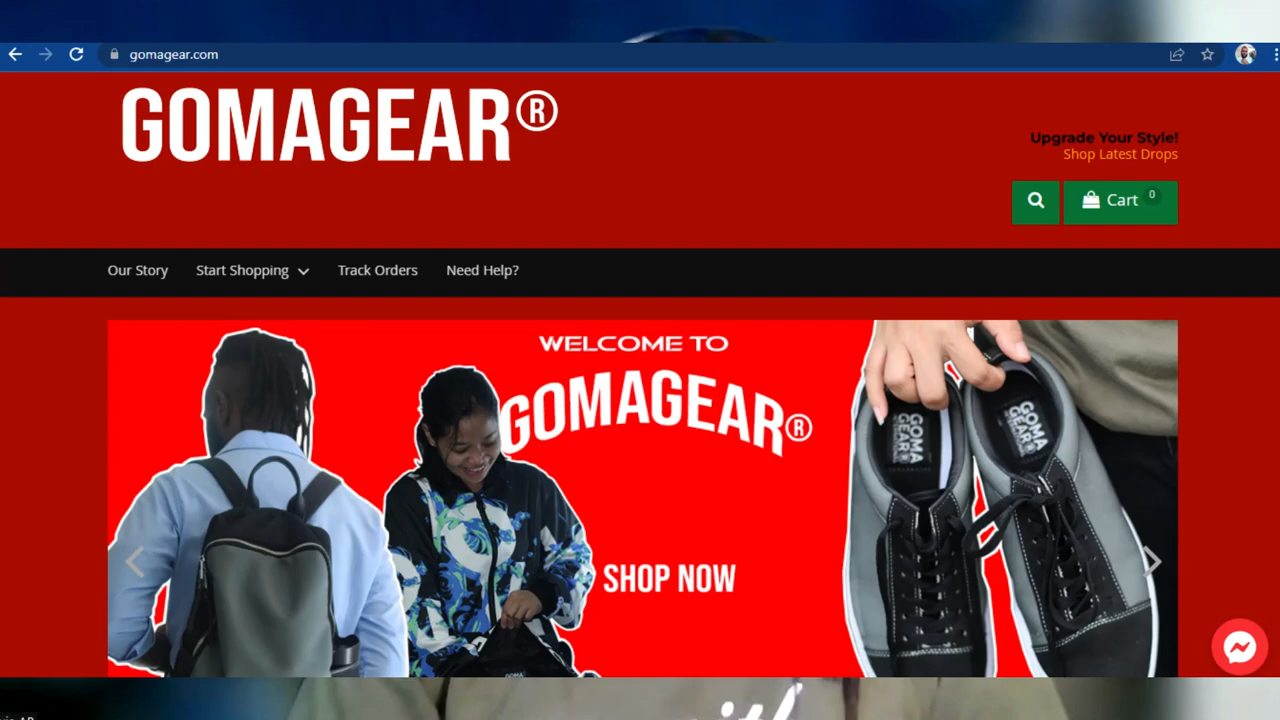 gomagear.com
GOMAGEAR®
Upgrade Your Style!
Shop Latest Drops
Cart 0
Our Story Start Shopping Track Orders Need Help?
WELCOME TO
GOMAGEAR®
SHOP NOW
GOMA
GEAR®
GOMA
GEAR®
GOMA